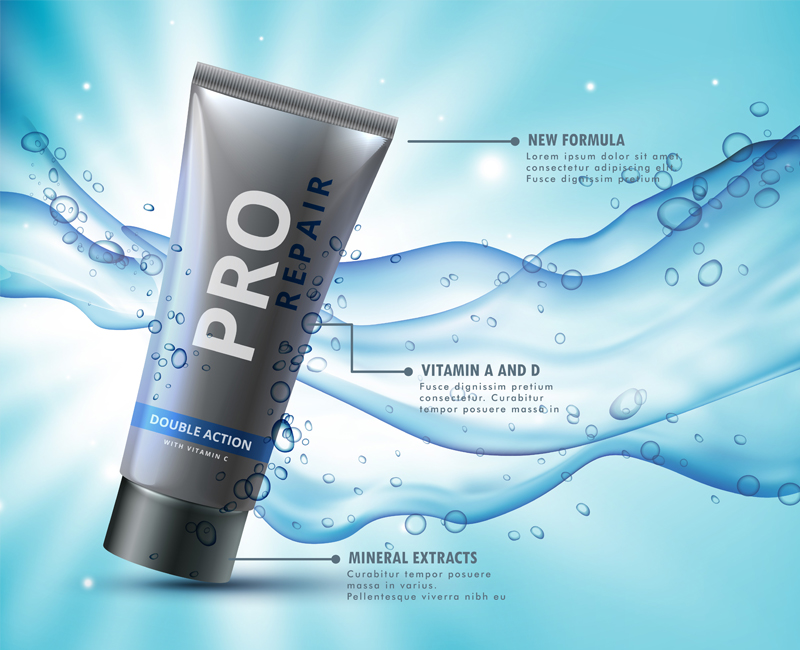 PRO
REPAIR
DOUBLE ACTION
WITH VITAMIN C
NEW FORMULA
Lorem ipsum dolor sit amet,
consectetur adipiscing elit.
Fusce dignissim pretium
VITAMIN A AND D
Fusce dignissim pretium
consectetur. Curabitur
tempor posuere massa in
MINERAL EXTRACTS
Curabitur tempor posuere
massa in varius.
Pellentesque viverra nibh eu